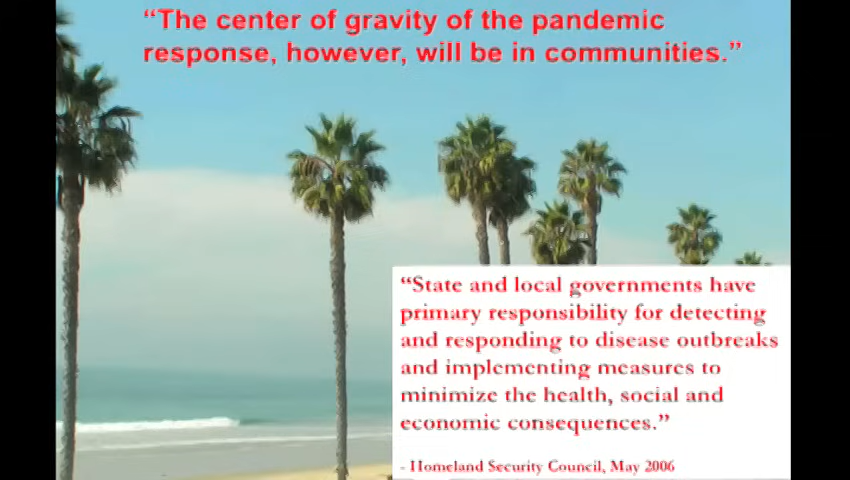 “The center of gravity of the pandemic
response, however, will be in communities.”
“State and local governments have
primary responsibility for detecting
and responding to disease outbreaks
and implementing measures to
minimize the health, social and
economic consequences.”
- Homeland Security Council, May 2006